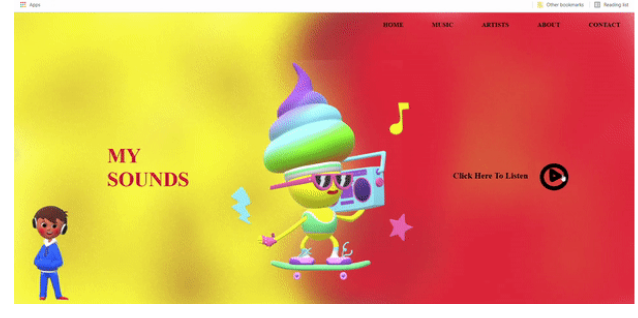 Apps
Other bookmarks
Reading list
HOME
MUSIC
ARTISTS
ABOUT
CONTACT
MY
SOUNDS
Click Here To Listen